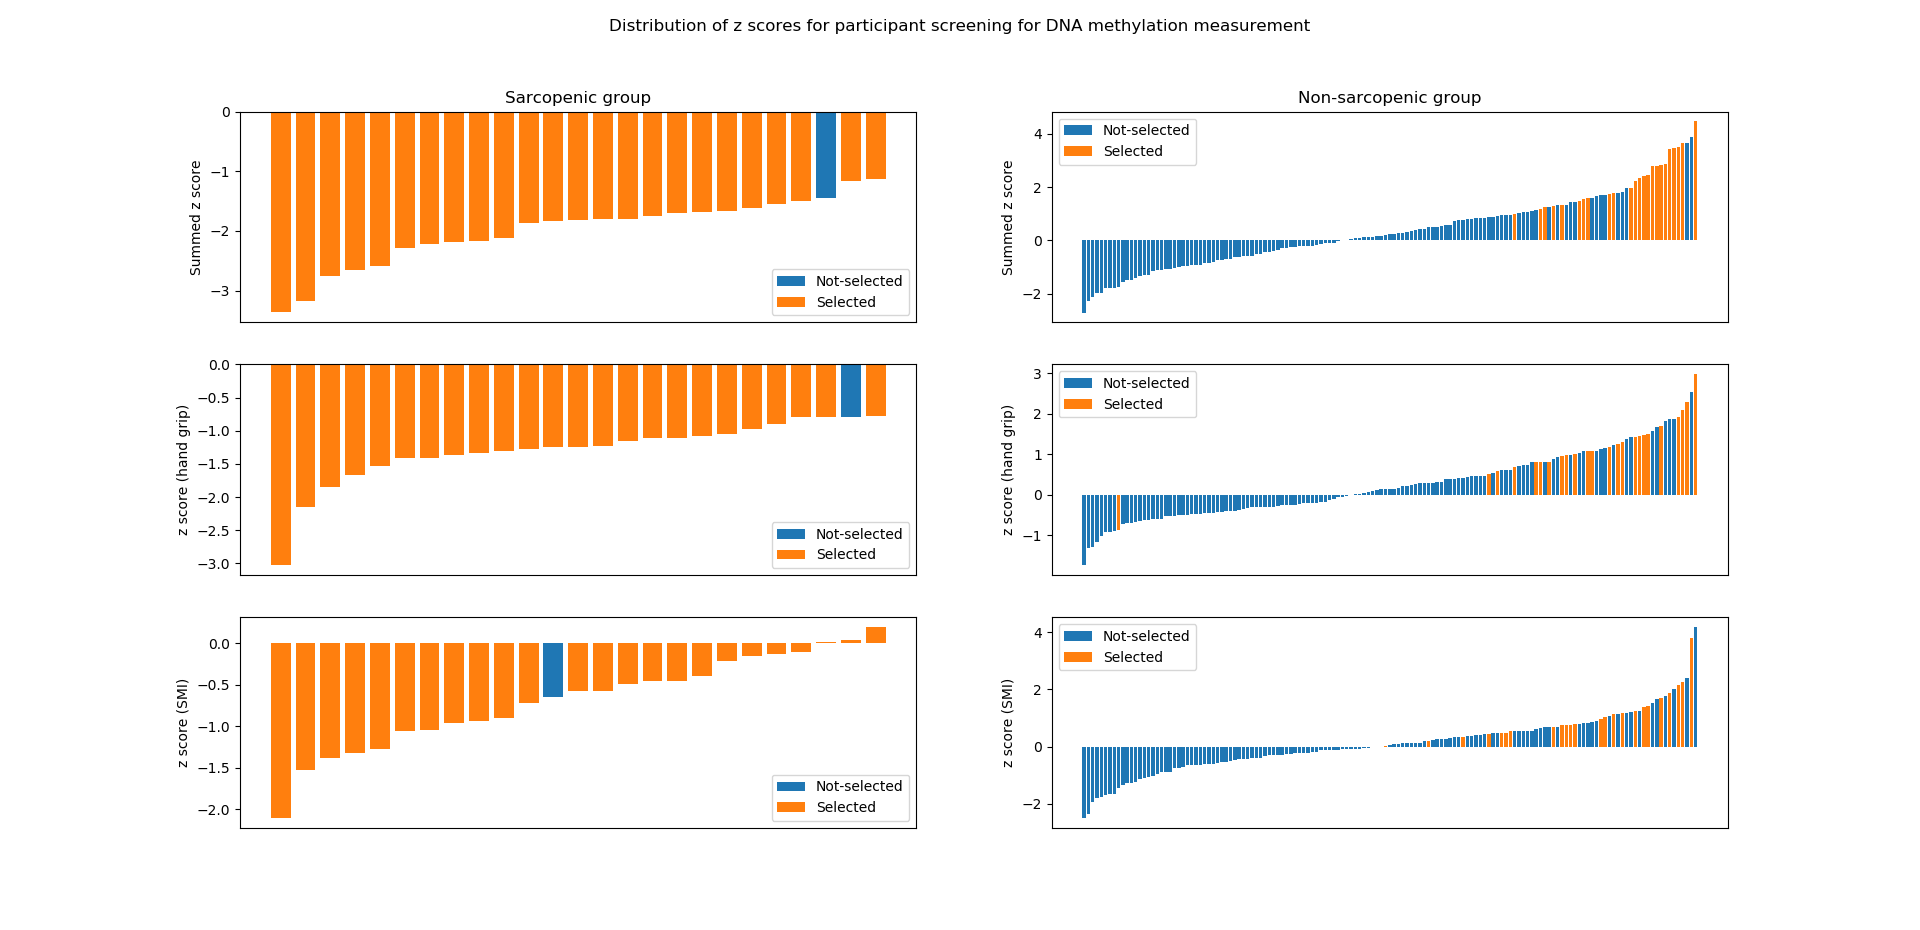 Distribution of z scores for participant screening for DNA methylation measurement
Sarcopenic group
Summed z score
0
−1
−2
−3
Not-selected
Selected
Non-sarcopenic group
Summed z score
4
2
0
−2
Not-selected
Selected
z score (hand grip)
0.0
−0.5
−1.0
−1.5
−2.0
−2.5
−3.0
Not-selected
Selected
z score (hand grip)
3
2
1
0
−1
Not-selected
Selected
z score (SMI)
0.0
−0.5
−1.0
−1.5
−2.0
Not-selected
Selected
z score (SMI)
4
2
0
−2
Not-selected
Selected